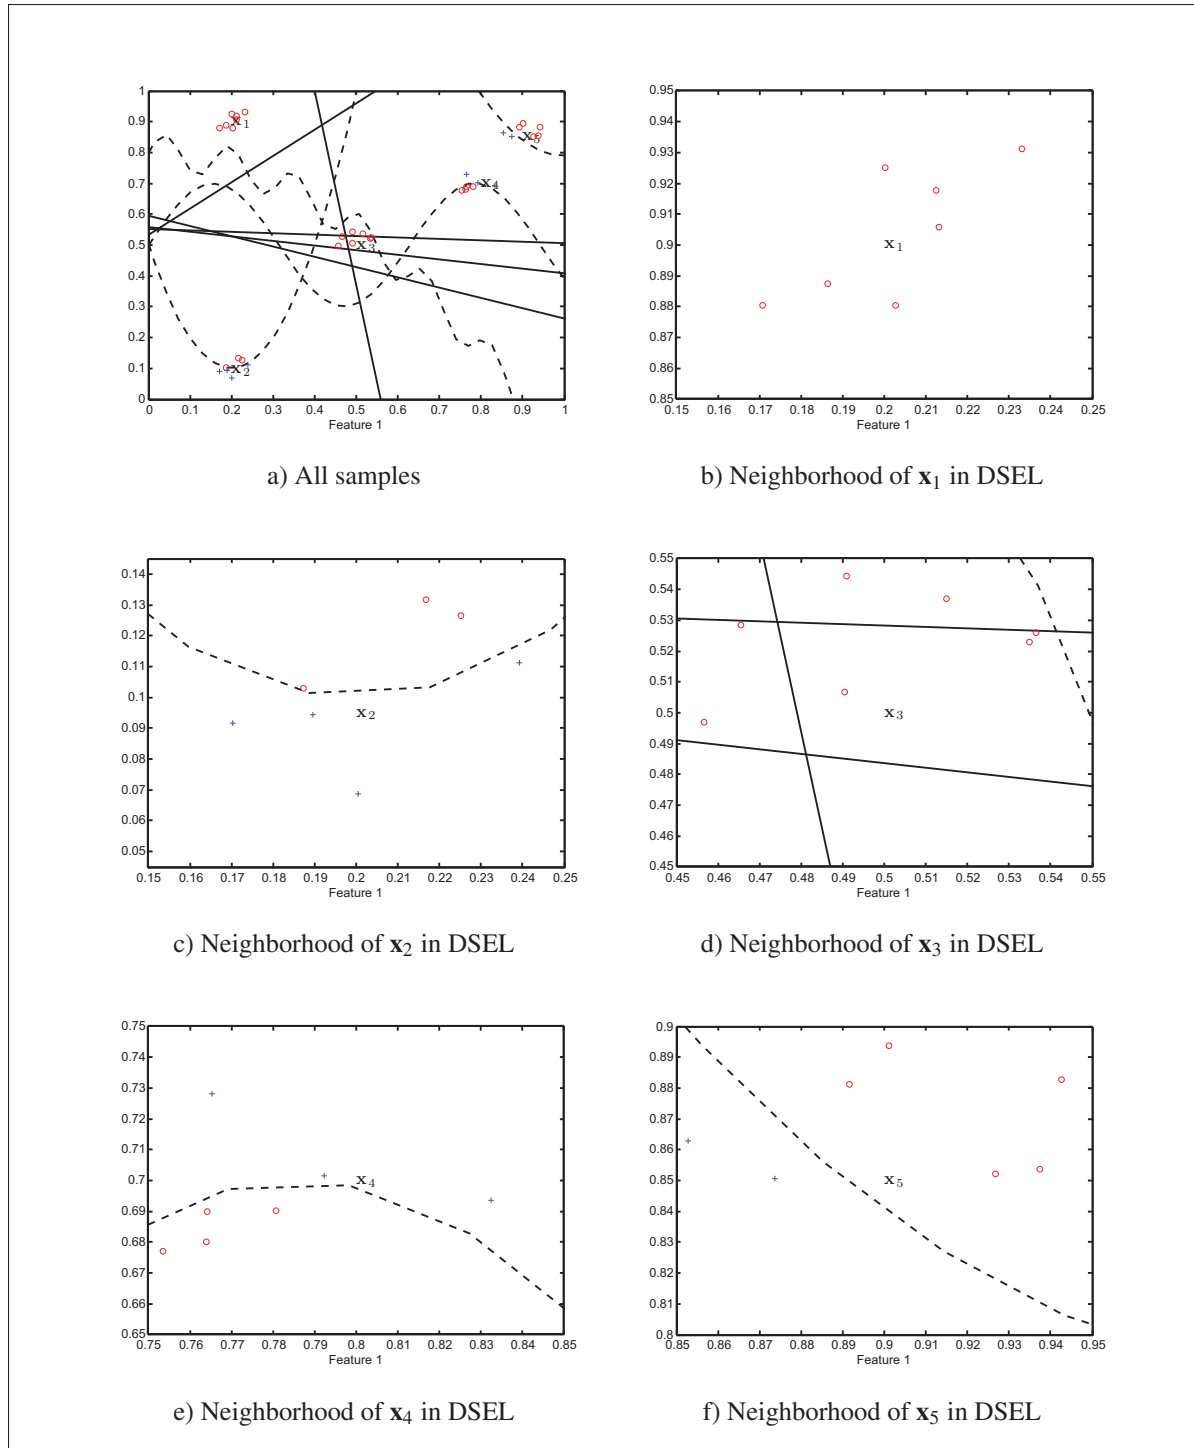 1
0.9
0.8
0.7
0.6
0.5
0.4
0.3
0.2
0.1
0
x1
x2
x3
x4
x5
0 0.1 0.2 0.3 0.4 0.5 0.6 0.7 0.8 0.9 1
Feature 1
a) All samples
0.95
0.94
0.93
0.92
0.91
0.9
0.89
0.88
0.87
0.86
0.85
x1
0.15 0.16 0.17 0.18 0.19 0.2 0.21 0.22 0.23 0.24 0.25
Feature 1
b) Neighborhood of x1 in DSEL
0.14
0.13
0.12
0.11
0.1
0.09
0.08
0.07
0.06
0.05
x2
0.15 0.16 0.17 0.18 0.19 0.2 0.21 0.22 0.23 0.24 0.25
Feature 1
c) Neighborhood of x2 in DSEL
0.55
0.54
0.53
0.52
0.51
0.5
0.49
0.48
0.47
0.46
0.45
x3
0.45 0.46 0.47 0.48 0.49 0.5 0.51 0.52 0.53 0.54 0.55
Feature 1
d) Neighborhood of x3 in DSEL
0.75
0.74
0.73
0.72
0.71
0.7
0.69
0.68
0.67
0.66
0.65
x4
0.75 0.76 0.77 0.78 0.79 0.8 0.81 0.82 0.83 0.84 0.85
Feature 1
e) Neighborhood of x4 in DSEL
0.9
0.89
0.88
0.87
0.86
0.85
0.84
0.83
0.82
0.81
0.8
x5
0.85 0.86 0.87 0.88 0.89 0.9 0.91 0.92 0.93 0.94 0.95
Feature 1
f) Neighborhood of x5 in DSEL